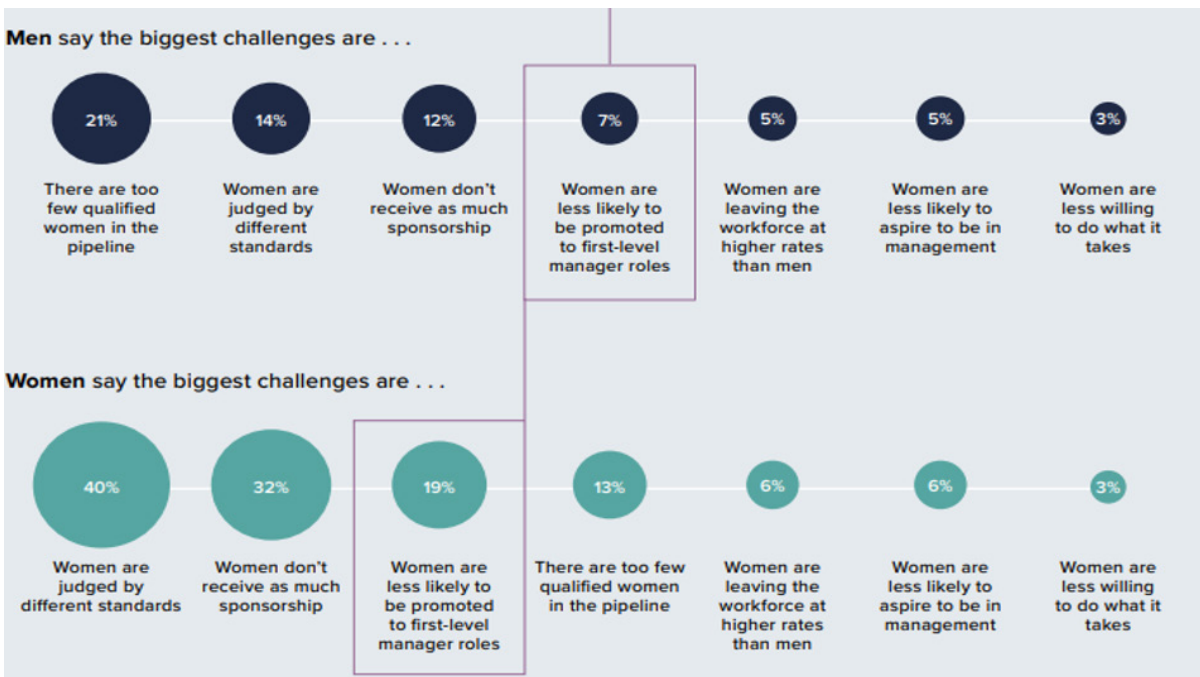 Men say the biggest challenges are . . .
21%
14%
12%
7%
5%
5%
3%
There are too
few qualified
women in the
pipeline
Women are
judged by
different
standards
Women don't
receive as much
sponsorship
Women are
less likely to
be promoted
to first-level
manager roles
Women are
leaving the
workforce at
higher rates
than men
Women are
less likely to
aspire to be in
management
Women are
less willing
to do what it
takes
Women say the biggest challenges are . . .
40%
32%
19%
13%
6%
6%
3%
Women are
judged by
different standards
Women don't
receive as much
sponsorship
Women are
less likely to
be promoted
to first-level
manager roles
There are too few
qualified women
in the pipeline
Women are
leaving the
workforce at
higher rates
than men
Women are
less likely to
aspire to be in
management
Women are
less willing
to do what it
takes